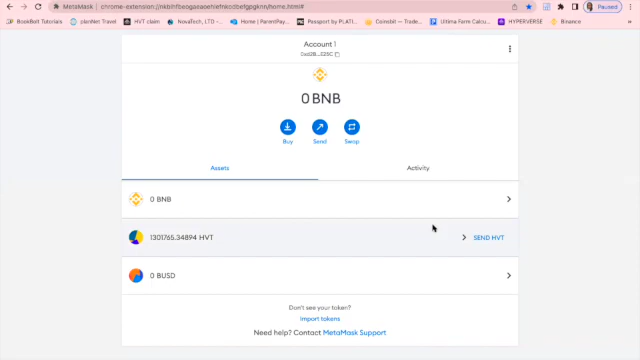 MetaMask | chrome-extension://nkbihfbeogaeaoehlefnkodbefgpgknn/home.html#
Paused
BookBolt Tutorials
planNet Travel
HVT claim
NovaTech, LTD -...
Home | ParentPay...
Passport by PLATI...
Coinebit – Trade...
Ultima Farm Calcul...
HYPERVERSE
Binance
Account 1
0 BNB
Buy
Send
Swap
Assets
Activity
0 BNB
1301765.34894 HVT
SEND HVT
0 BUSD
Don't see your token?
Import tokens
Need help? Contact MetaMask Support